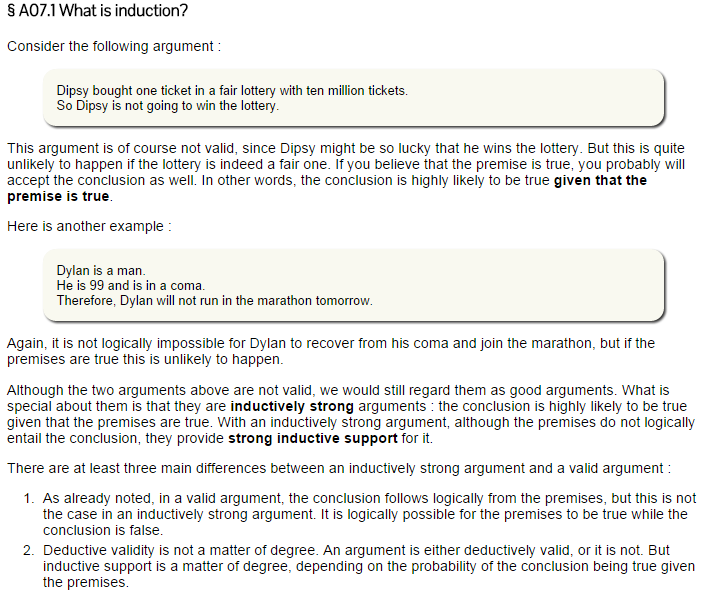 § A07.1 What is induction?
Consider the following argument :
Dipsy bought one ticket in a fair lottery with ten million tickets.
So Dipsy is not going to win the lottery.
This argument is of course not valid, since Dipsy might be so lucky that he wins the lottery. But this is quite
unlikely to happen if the lottery is indeed a fair one. If you believe that the premise is true, you probably will
accept the conclusion as well. In other words, the conclusion is highly likely to be true given that the
premise is true.
Here is another example :
Dylan is a man.
He is 99 and is in a coma.
Therefore, Dylan will not run in the marathon tomorrow.
Again, it is not logically impossible for Dylan to recover from his coma and join the marathon, but if the
premises are true this is unlikely to happen.
Although the two arguments above are not valid, we would still regard them as good arguments. What is
special about them is that they are inductively strong arguments : the conclusion is highly likely to be true
given that the premises are true. With an inductively strong argument, although the premises do not logically
entail the conclusion, they provide strong inductive support for it.
There are at least three main differences between an inductively strong argument and a valid argument :
1. As already noted, in a valid argument, the conclusion follows logically from the premises, but this is not
the case in an inductively strong argument. It is logically possible for the premises to be true while the
conclusion is false.
2. Deductive validity is not a matter of degree. An argument is either deductively valid, or it is not. But
inductive support is a matter of degree, depending on the probability of the conclusion being true given
the premises.